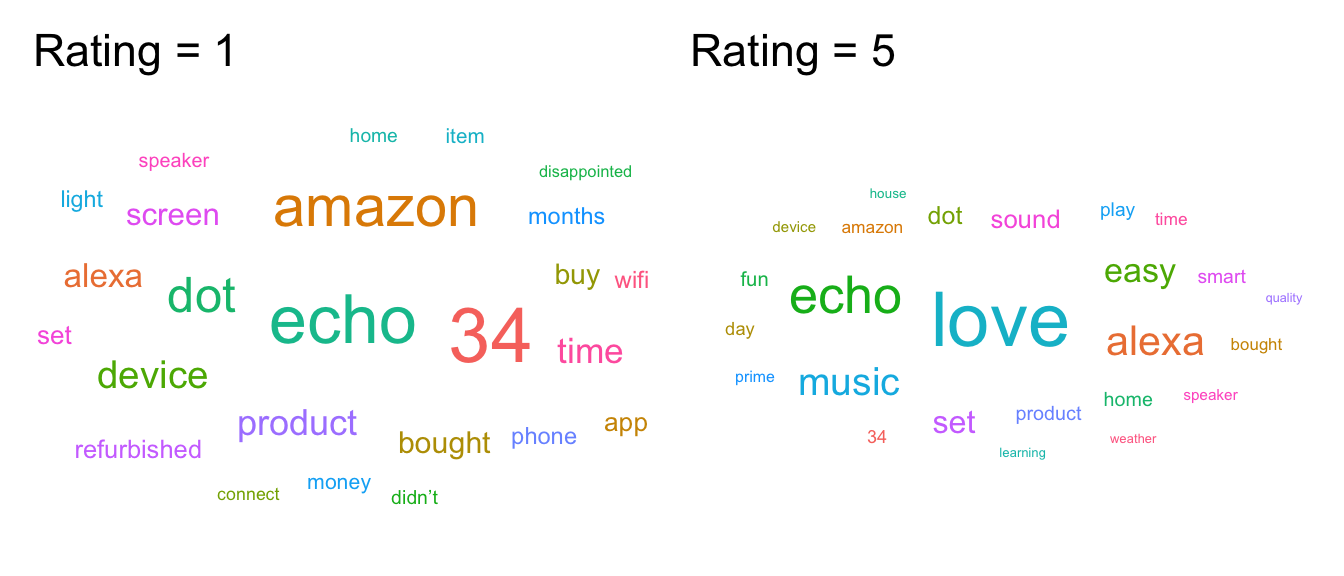 Rating = 1
home item
speaker
disappointed
light screen amazon months
alexa dot buy wifi
echo 34 time
set
device
product bought phone app
refurbished
money
connect didn’t
Rating = 5
house
device amazon dot sound play time
fun echo easy smart
quality
day love alexa bought
prime music
home speaker
set product
34 weather
learning